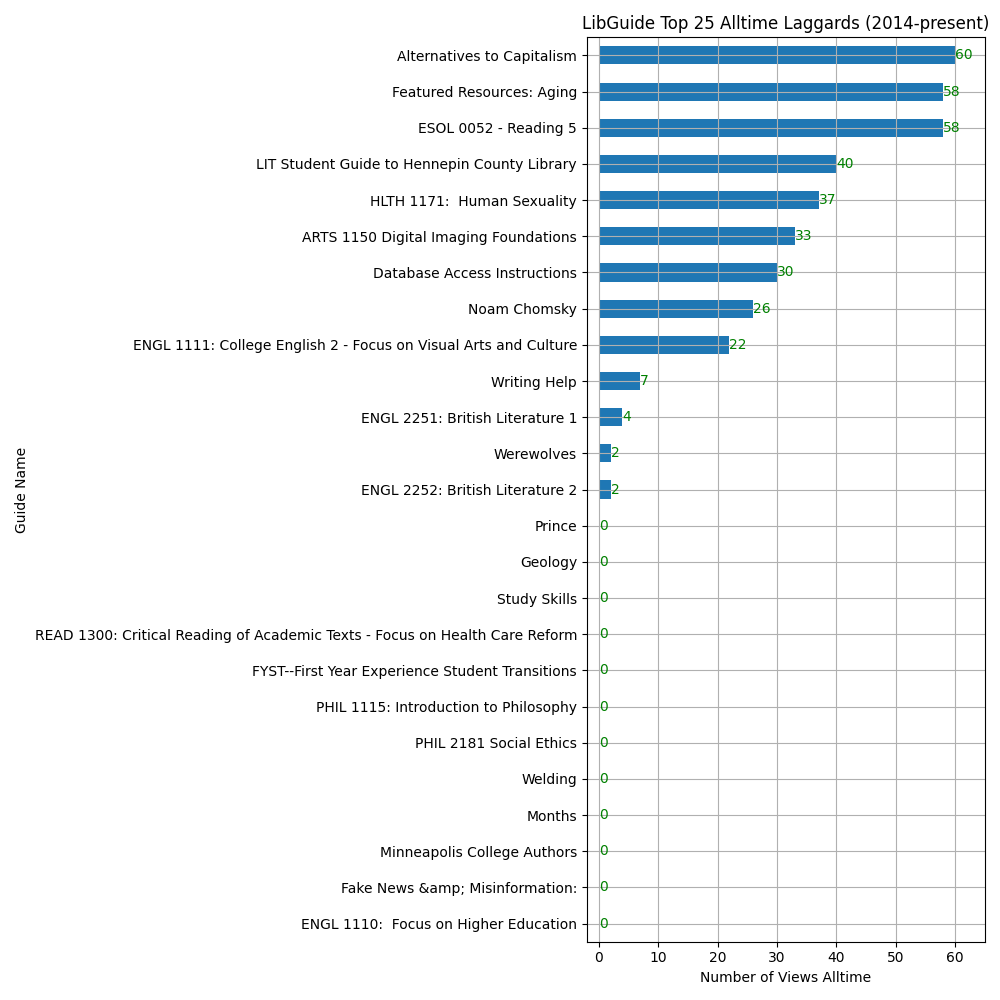 LibGuide Top 25 Alltime Laggards (2014-present)
Alternatives to Capitalism 60
Featured Resources: Aging 58
ESOL 0052 - Reading 5 58
LIT Student Guide to Hennepin County Library 40
HLTH 1171:  Human Sexuality 37
ARTS 1150 Digital Imaging Foundations 33
Database Access Instructions 30
Noam Chomsky 26
ENGL 1111: College English 2 - Focus on Visual Arts and Culture 22
Writing Help 7
ENGL 2251: British Literature 1 4
Werewolves 2
ENGL 2252: British Literature 2 2
Prince 0
Geology 0
Study Skills 0
READ 1300: Critical Reading of Academic Texts - Focus on Health Care Reform 0
FYST--First Year Experience Student Transitions 0
PHIL 1115: Introduction to Philosophy 0
PHIL 2181 Social Ethics 0
Welding 0
Months 0
Minneapolis College Authors 0
Fake News &amp; Misinformation: 0
ENGL 1110:  Focus on Higher Education 0
Guide Name
0 10 20 30 40 50 60
Number of Views Alltime